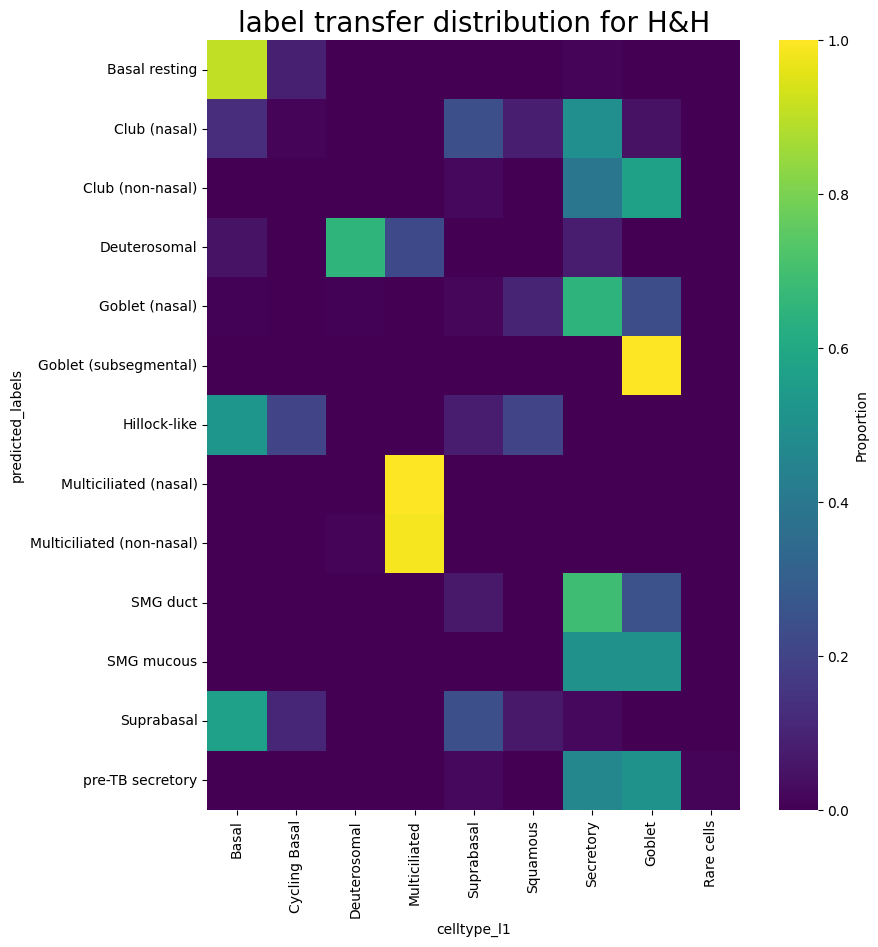 label transfer distribution for H&H
predicted_labels
Basal resting
Club (nasal)
Club (non-nasal)
Deuterosomal
Goblet (nasal)
Goblet (subsegmental)
Hillock-like
Multiciliated (nasal)
Multiciliated (non-nasal)
SMG duct
SMG mucous
Suprabasal
pre-TB secretory
Basal
Cycling Basal
Deuterosomal
Multiciliated
Suprabasal
Squamous
Secretory
Goblet
Rare cells
celltype_l1
1.0
0.8
0.6
0.4
0.2
0.0
Proportion